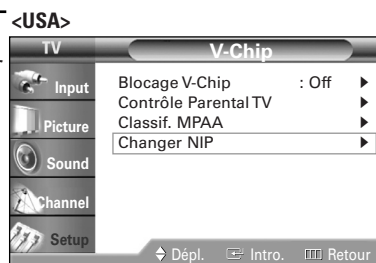 <USA>
TV
V-Chip
Input
Picture
Sound
Channel
Setup
Blocage V-Chip : Off
Contrôle Parental TV
Classif. MPAA
Changer NIP
Dépl. Intro. Retour